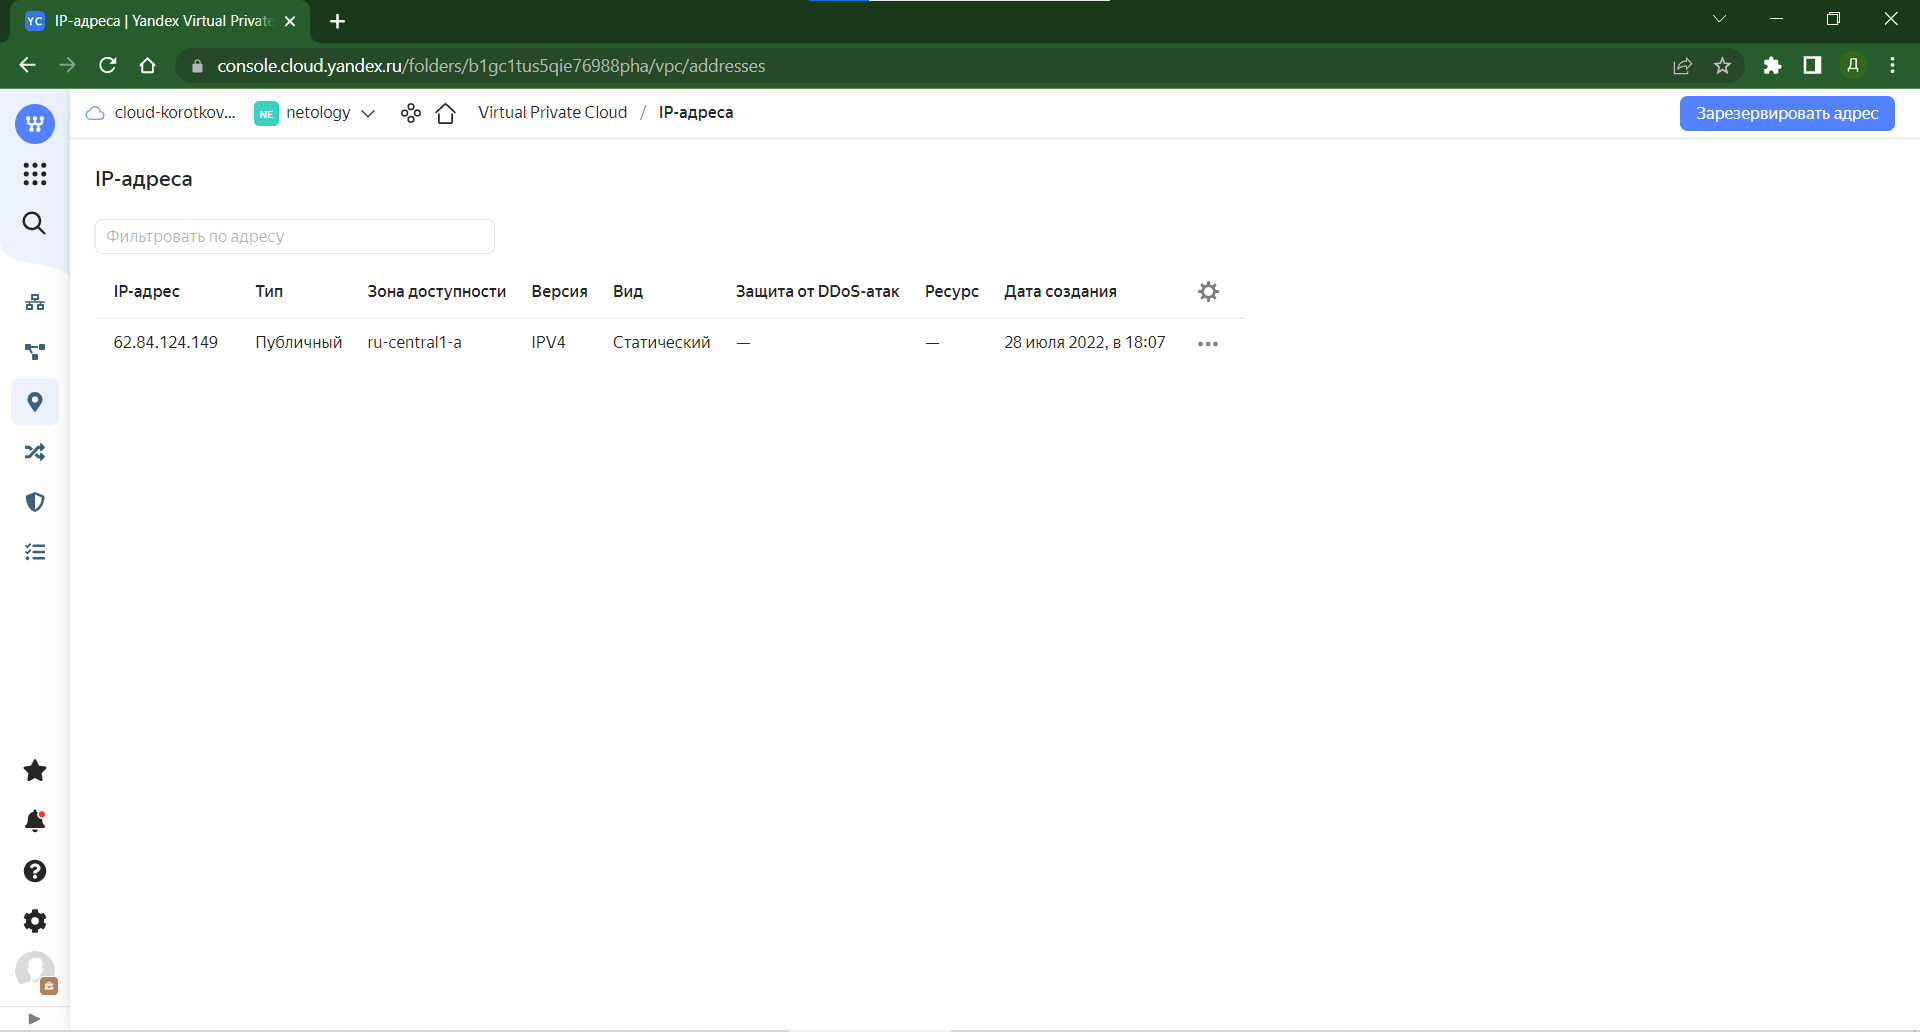 YC IP-адреса | Yandex Virtual Private
console.cloud.yandex.ru/folders/b1gc1tus5qie76988pha/vpc/addresses
Д
cloud-korotkov... NE netology Virtual Private Cloud / IP-адреса Зарезервировать адрес
IP-адреса
Фильтровать по адресу
IP-адрес Тип Зона доступности Версия Вид Защита от DDoS-атак Ресурс Дата создания
62.84.124.149 Публичный ru-central1-a IPV4 Статический — — 28 июля 2022, в 18:07